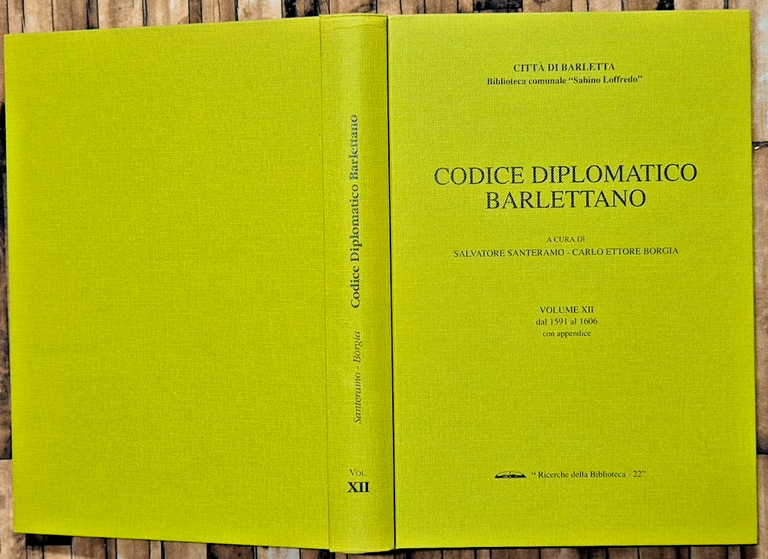 CITTÀ DI BARLETTA
Biblioteca comunale "Sabino Loffredo"
CODICE DIPLOMATICO
BARLETTANO
A CURA DI
SALVATORE SANTERAMO - CARLO ETTORE BORGIA
VOLUME XII
dal 1591 al 1606
con appendice
" Ricerche della Biblioteca - 22"
Santeramo - Borgia Codice Diplomatico Barlettano
VOL.
XII